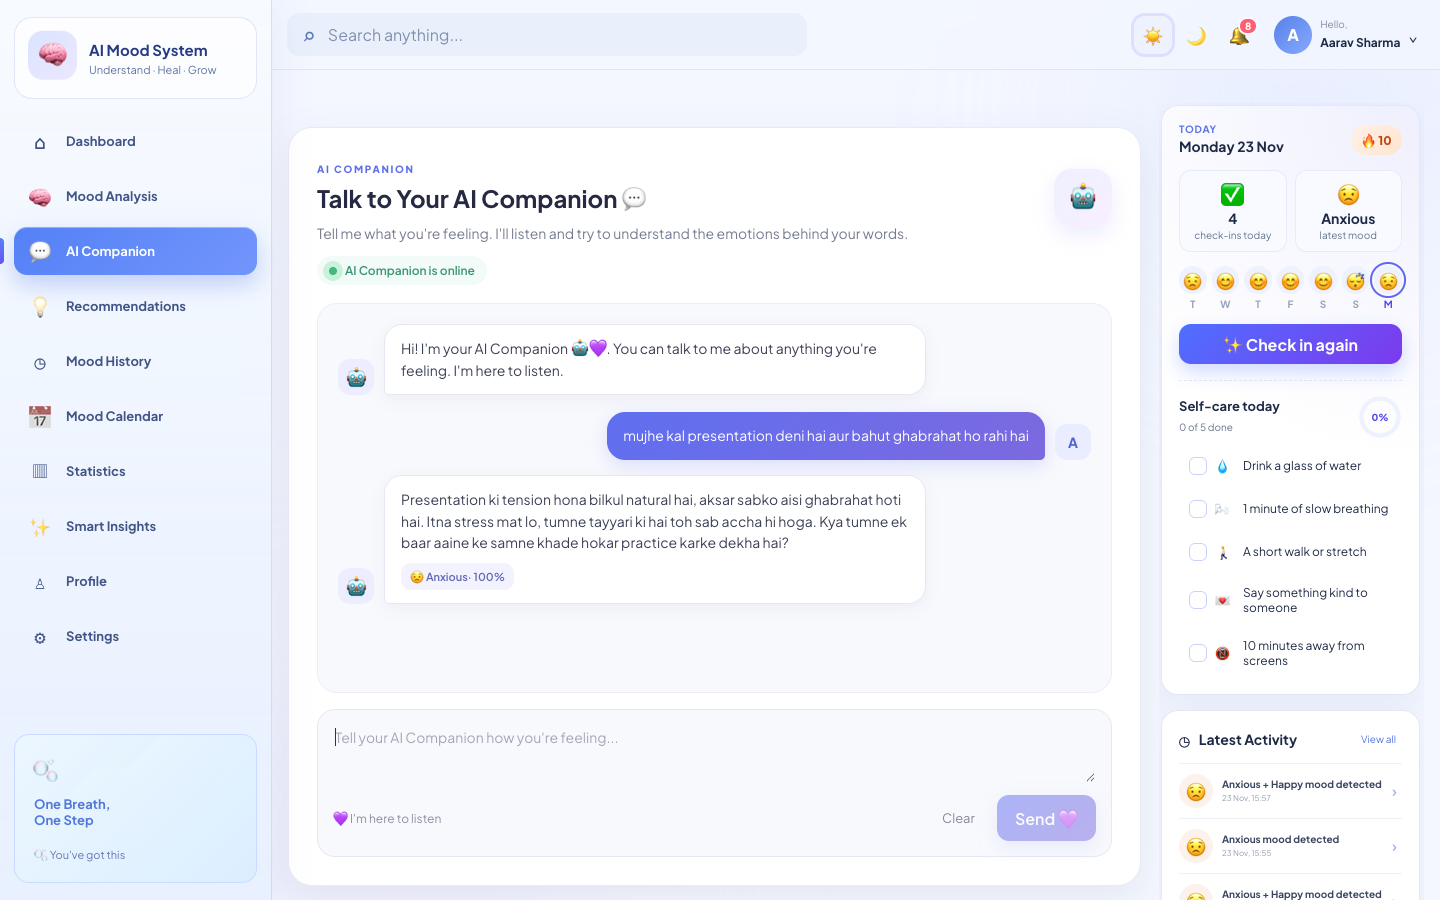 AI Mood System
Understand · Heal · Grow
Dashboard
Mood Analysis
AI Companion
Recommendations
Mood History
Mood Calendar
Statistics
Smart Insights
Profile
Settings
One Breath,
One Step
You've got this
Search anything...
8
A
Hello,
Aarav Sharma
AI COMPANION
Talk to Your AI Companion
Tell me what you're feeling. I'll listen and try to understand the emotions behind your words.
AI Companion is online
Hi! I'm your AI Companion 🤖💜. You can talk to me about anything you're
feeling. I'm here to listen.
mujhe kal presentation deni hai aur bahut ghabrahat ho rahi hai
A
Presentation ki tension hona bilkul natural hai, aksar sabko aisi ghabrahat hoti
hai. Itna stress mat lo, tumne tayyari ki hai toh sab accha hi hoga. Kya tumne ek
baar aaine ke samne khade hokar practice karke dekha hai?
Anxious · 100%
Tell your AI Companion how you're feeling...
I'm here to listen
Clear
Send
TODAY
Monday 23 Nov
10
4
check-ins today
Anxious
latest mood
T W T F S S M
Check in again
Self-care today
0 of 5 done
0%
Drink a glass of water
1 minute of slow breathing
A short walk or stretch
Say something kind to
someone
10 minutes away from
screens
Latest Activity
View all
Anxious + Happy mood detected
23 Nov, 15:57
Anxious mood detected
23 Nov, 15:55
Anxious + Happy mood detected